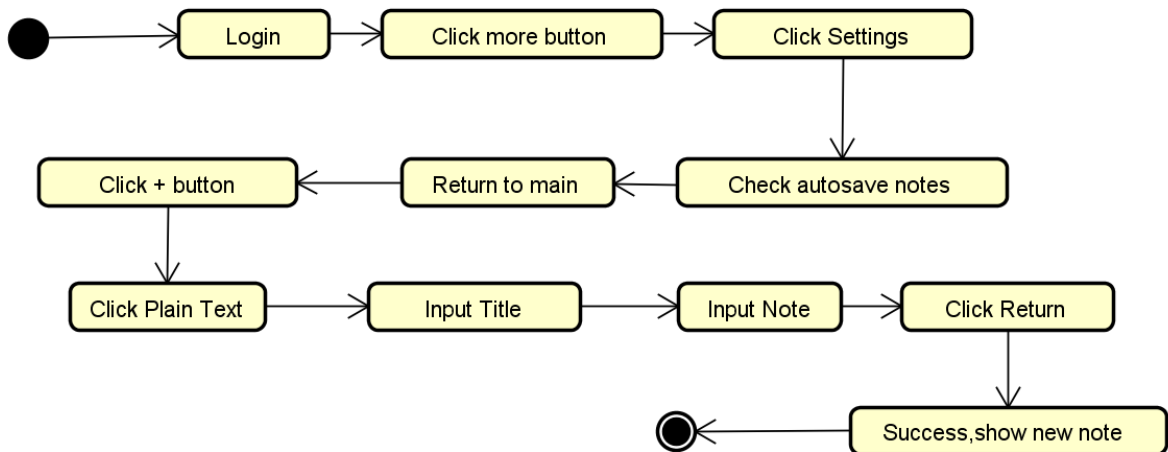 Login
Click more button
Click Settings
Check autosave notes
Return to main
Click + button
Click Plain Text
Input Title
Input Note
Click Return
Success,show new note